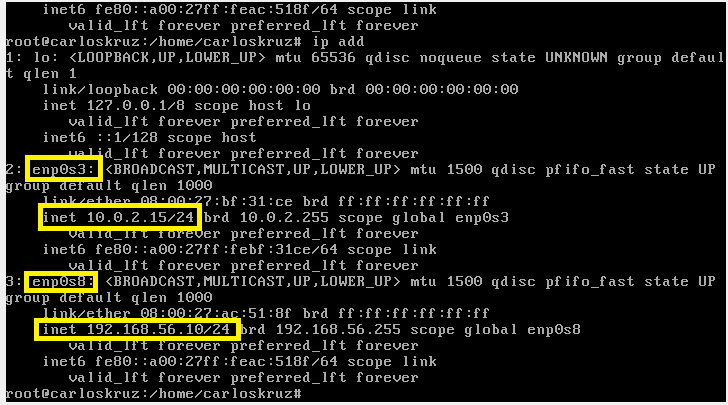 inet6 fe80::a00:27ff:feac:518f/64 scope link
valid_lft forever preferred_lft forever
root@carloskruz:/home/carloskruz# ip add
1: lo: <LOOPBACK,UP,LOWER_UP> mtu 65536 qdisc noqueue state UNKNOWN group defaul
t qlen 1
link/loopback 00:00:00:00:00:00 brd 00:00:00:00:00:00
inet 127.0.0.1/8 scope host lo
valid_lft forever preferred_lft forever
inet6 ::1/128 scope host
valid_lft forever preferred_lft forever
2: enp0s3: <BROADCAST,MULTICAST,UP,LOWER_UP> mtu 1500 qdisc pfifo_fast state UP
group default qlen 1000
link/ether 08:00:27:bf:31:ce brd ff:ff:ff:ff:ff:ff
inet 10.0.2.15/24 brd 10.0.2.255 scope global enp0s3
valid_lft forever preferred_lft forever
inet6 fe80::a00:27ff:febf:31ce/64 scope link
valid_lft forever preferred_lft forever
3: enp0s8: <BROADCAST,MULTICAST,UP,LOWER_UP> mtu 1500 qdisc pfifo_fast state UP
group default qlen 1000
link/ether 08:00:27:ac:51:8f brd ff:ff:ff:ff:ff:ff
inet 192.168.56.10/24 brd 192.168.56.255 scope global enp0s8
valid_lft forever preferred_lft forever
inet6 fe80::a00:27ff:feac:518f/64 scope link
valid_lft forever preferred_lft forever
root@carloskruz:/home/carloskruz#